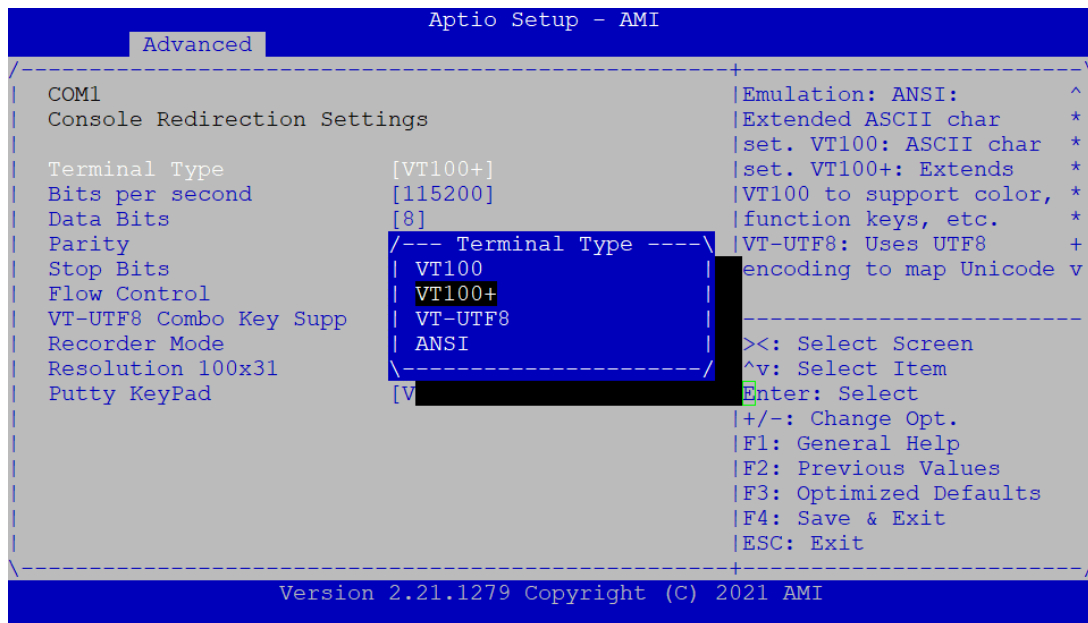 Aptio Setup - AMI
Advanced
COM1
Console Redirection Settings
Terminal Type [VT100+]
Bits per second [115200]
Data Bits [8]
Parity
Stop Bits
Flow Control
VT-UTF8 Combo Key Supp
Recorder Mode
Resolution 100x31
Putty KeyPad [V
/--- Terminal Type ----\
VT100
VT100+
VT-UTF8
ANSI
Emulation: ANSI: ^
Extended ASCII char *
set. VT100: ASCII char *
set. VT100+: Extends *
VT100 to support color, *
function keys, etc. *
VT-UTF8: Uses UTF8 +
encoding to map Unicode v
><: Select Screen
^v: Select Item
Enter: Select
+/-: Change Opt.
F1: General Help
F2: Previous Values
F3: Optimized Defaults
F4: Save & Exit
ESC: Exit
Version 2.21.1279 Copyright (C) 2021 AMI